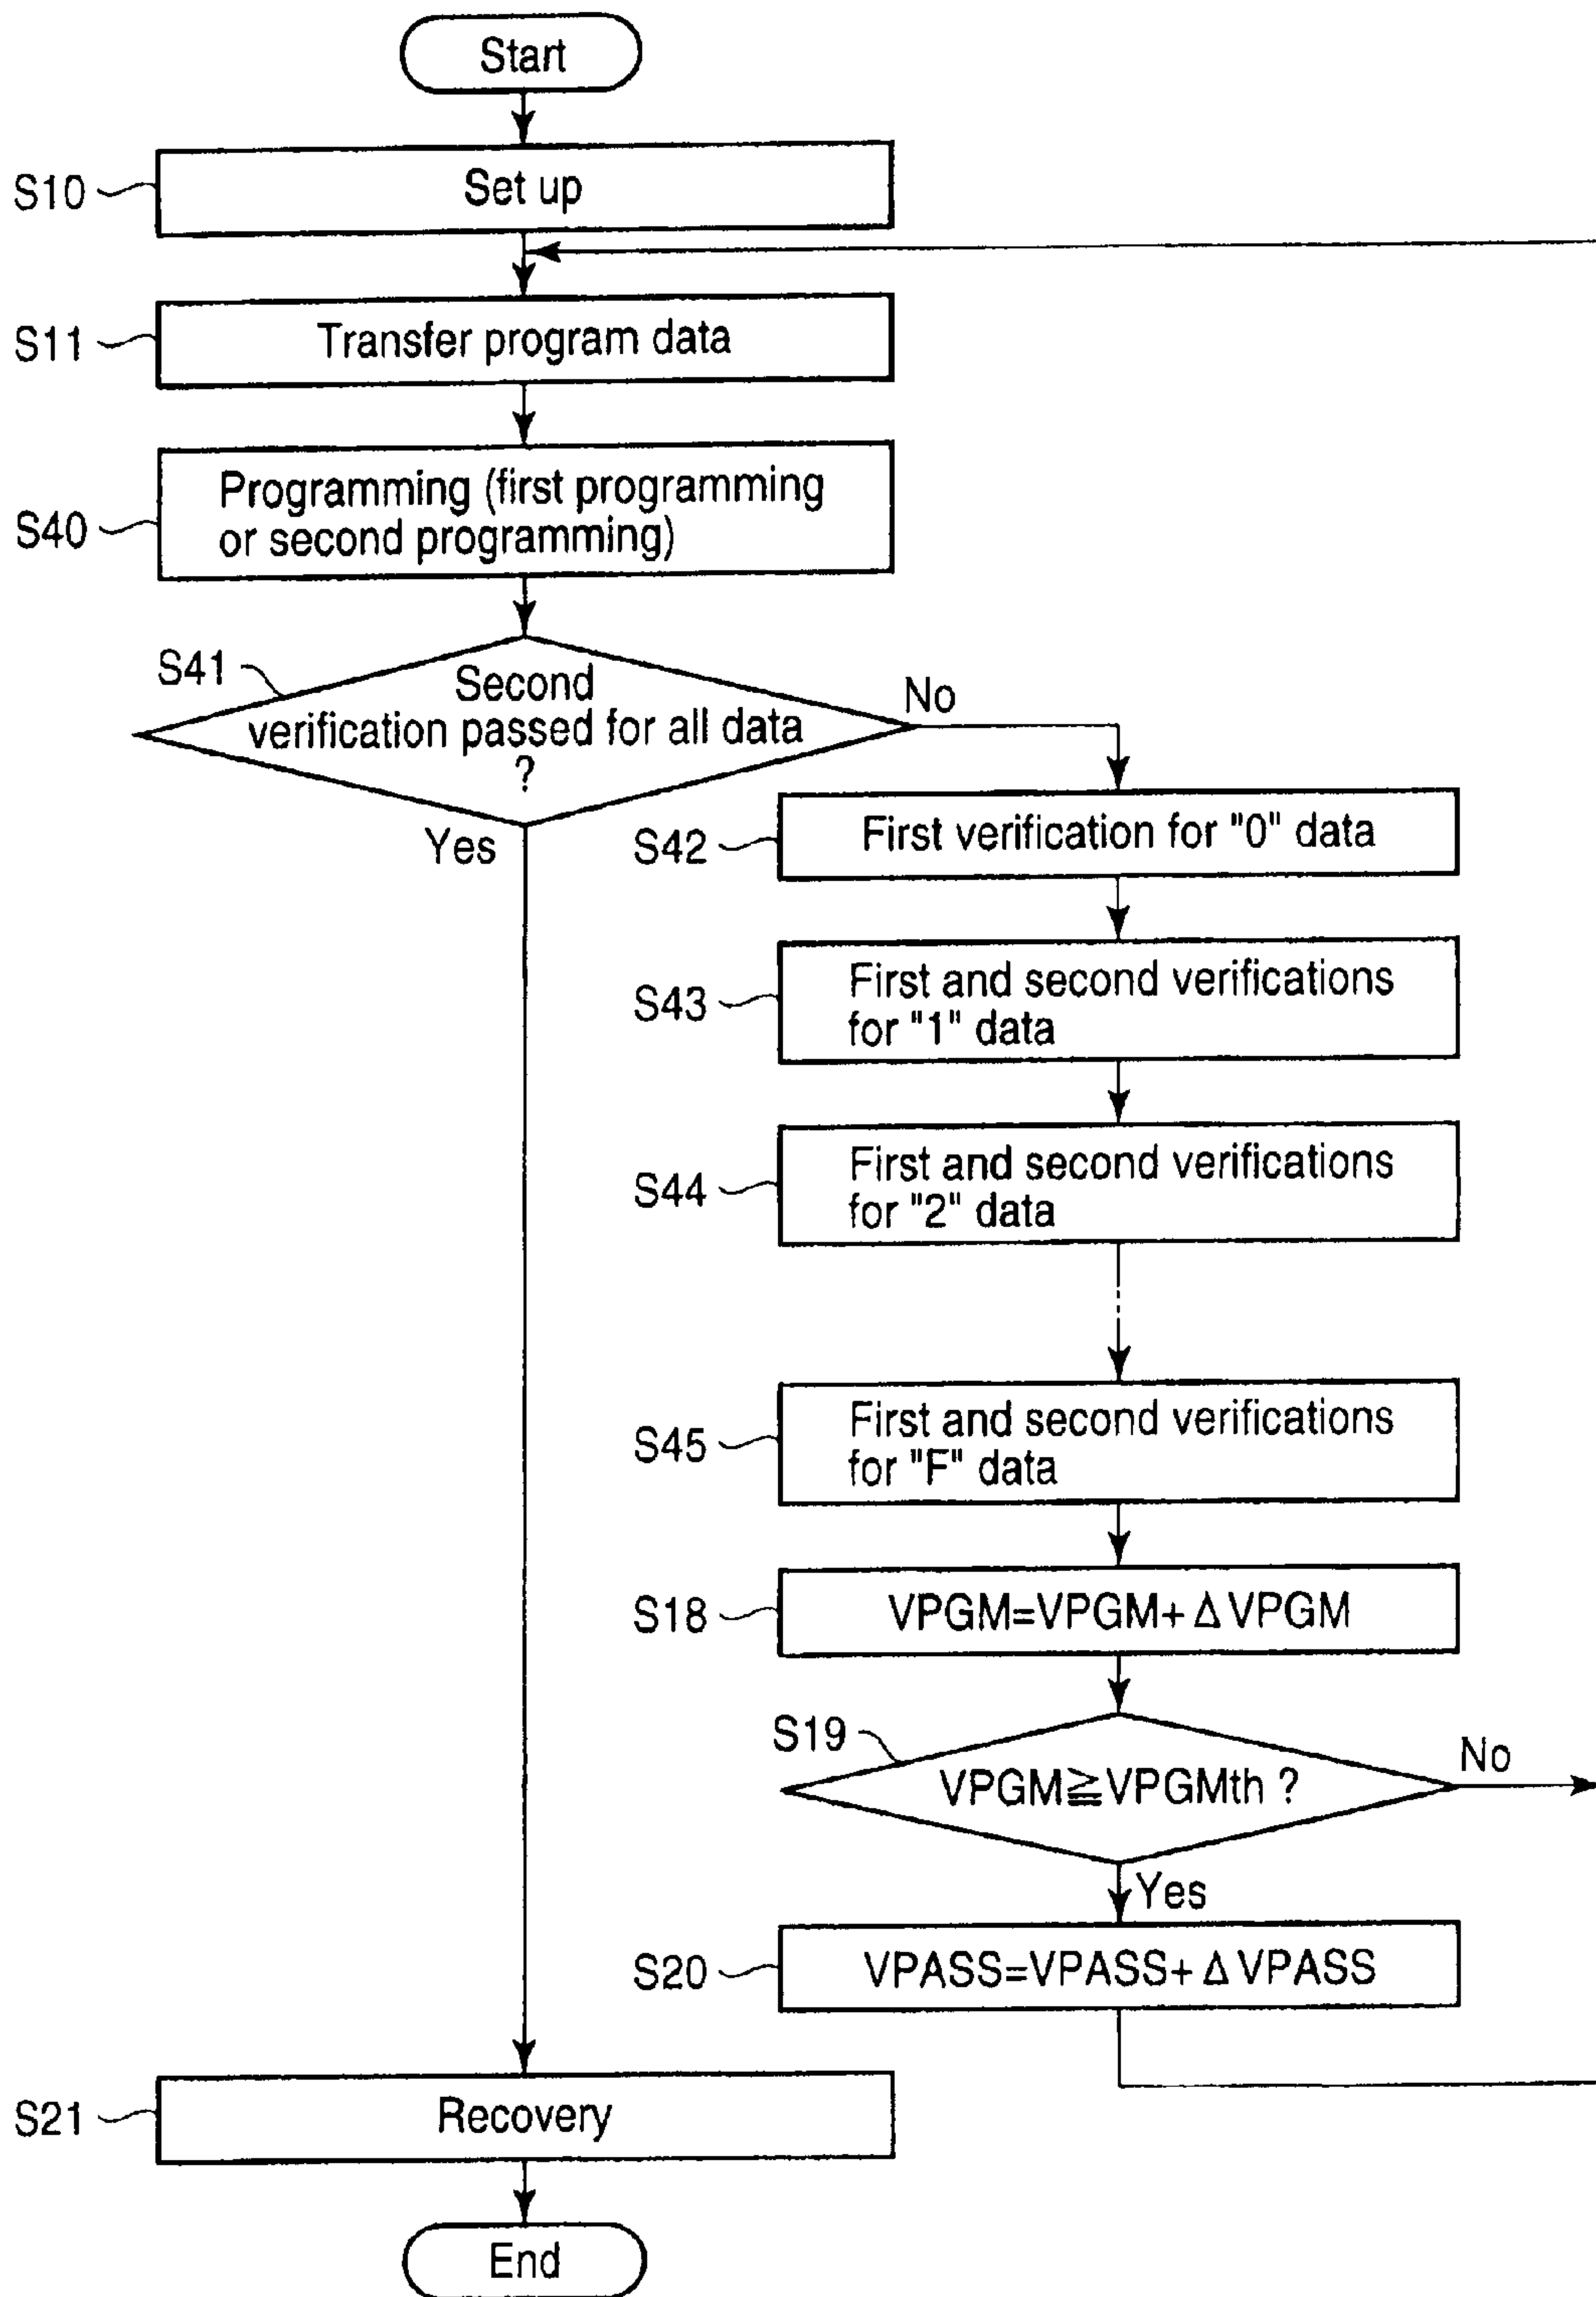 Start
S10
Set up
S11
Transfer program data
S40
Programming (first programming
or second programming)
S41
Second
verification passed for all data
?
No
Yes
S42
First verification for "0" data
S43
First and second verifications
for "1" data
S44
First and second verifications
for "2" data
S45
First and second verifications
for "F" data
S18
VPGM=VPGM+ Δ VPGM
S19
VPGM≧VPGMth ?
No
Yes
S20
VPASS=VPASS+ Δ VPASS
S21
Recovery
End